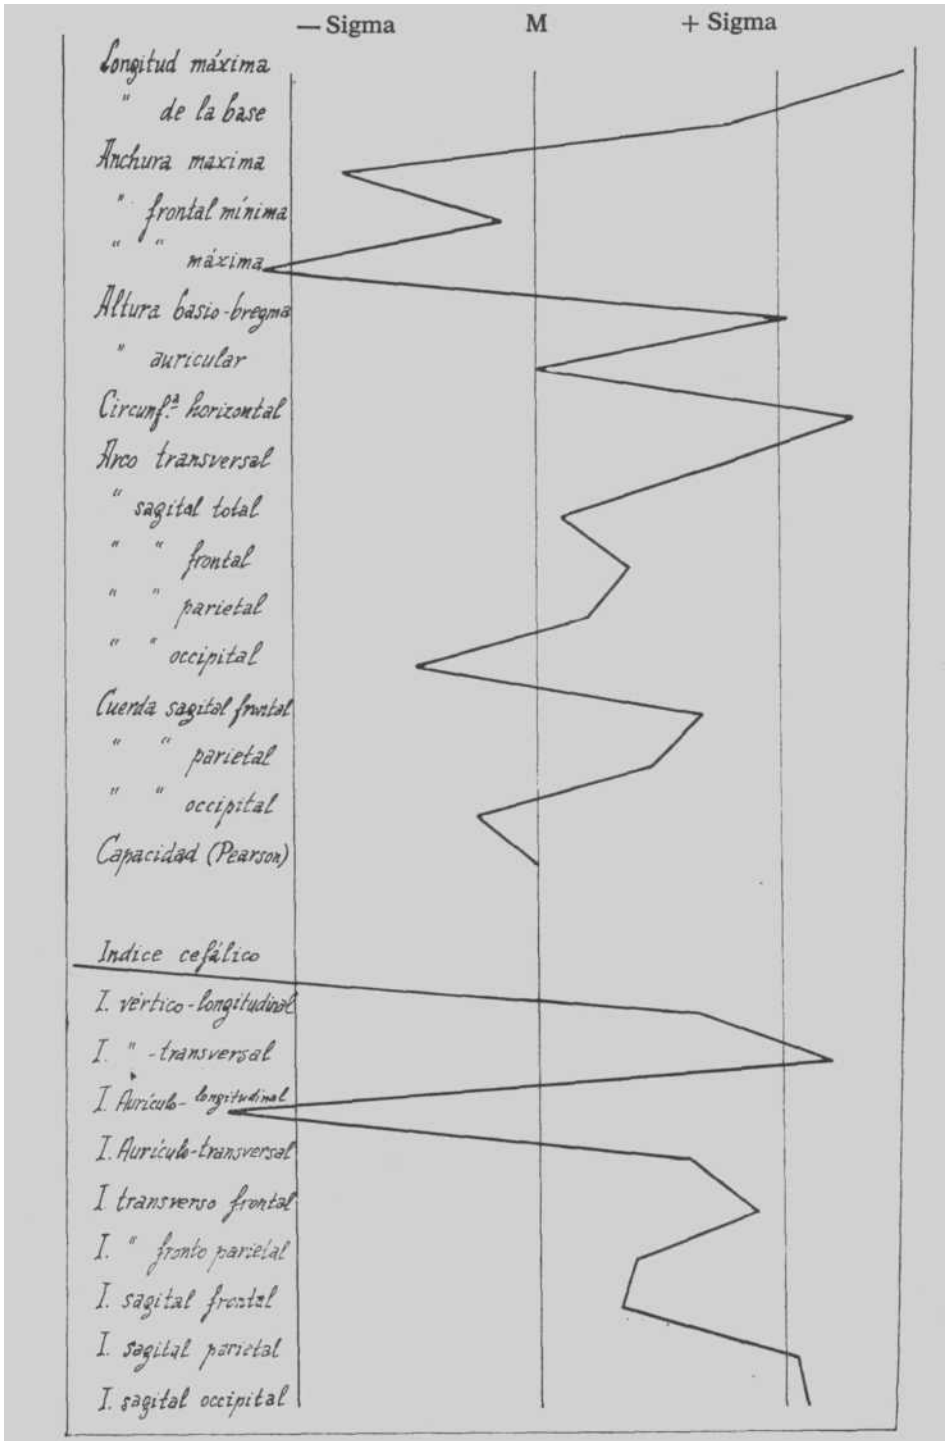 — Sigma M + Sigma
Longitud máxima
" de la base
Anchura maxima
" frontal mínima
" " máxima
Altura basio-bregma
" auricular
Circunf.ª horizontal
Arco transversal
" sagital total
" " frontal
" " parietal
" " occipital
Cuerda sagital frontal
" " parietal
" " occipital
Capacidad (Pearson)
Indice cefálico
I. vértico-longitudinal
I. " -transversal
I. Aurículo-longitudinal
I. Aurículo-transversal
I transverso frontal
I. " fronto parietal
I. sagital frontal
I. sagital parietal
I. sagital occipital